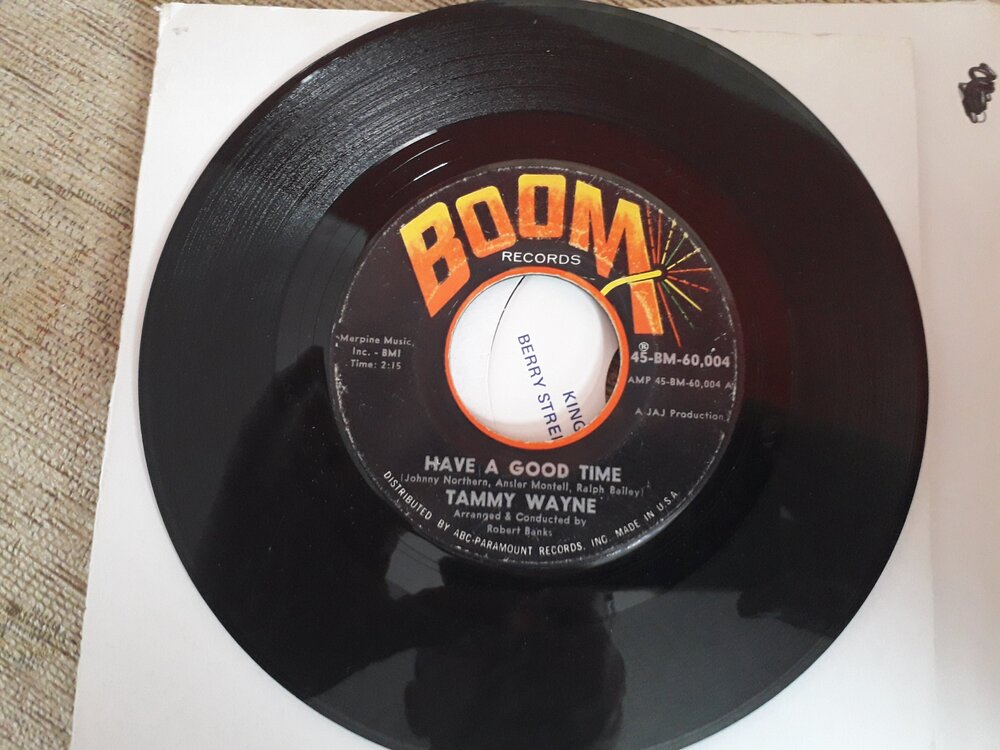 BOOM
RECORDS
Merpine Music,
Inc. - BMI
Time: 2:15
®
45-BM-60,004
AMP 45-BM-60,004 A
A JAJ Production
KING
BERRY STREE
HAVE A GOOD TIME
(Johnny Northern, Ansler Montell, Ralph Bailey)
TAMMY WAYNE
Arranged & Conducted by
Robert Banks
DISTRIBUTED BY ABC-PARAMOUNT RECORDS, INC. MADE IN U.S.A.